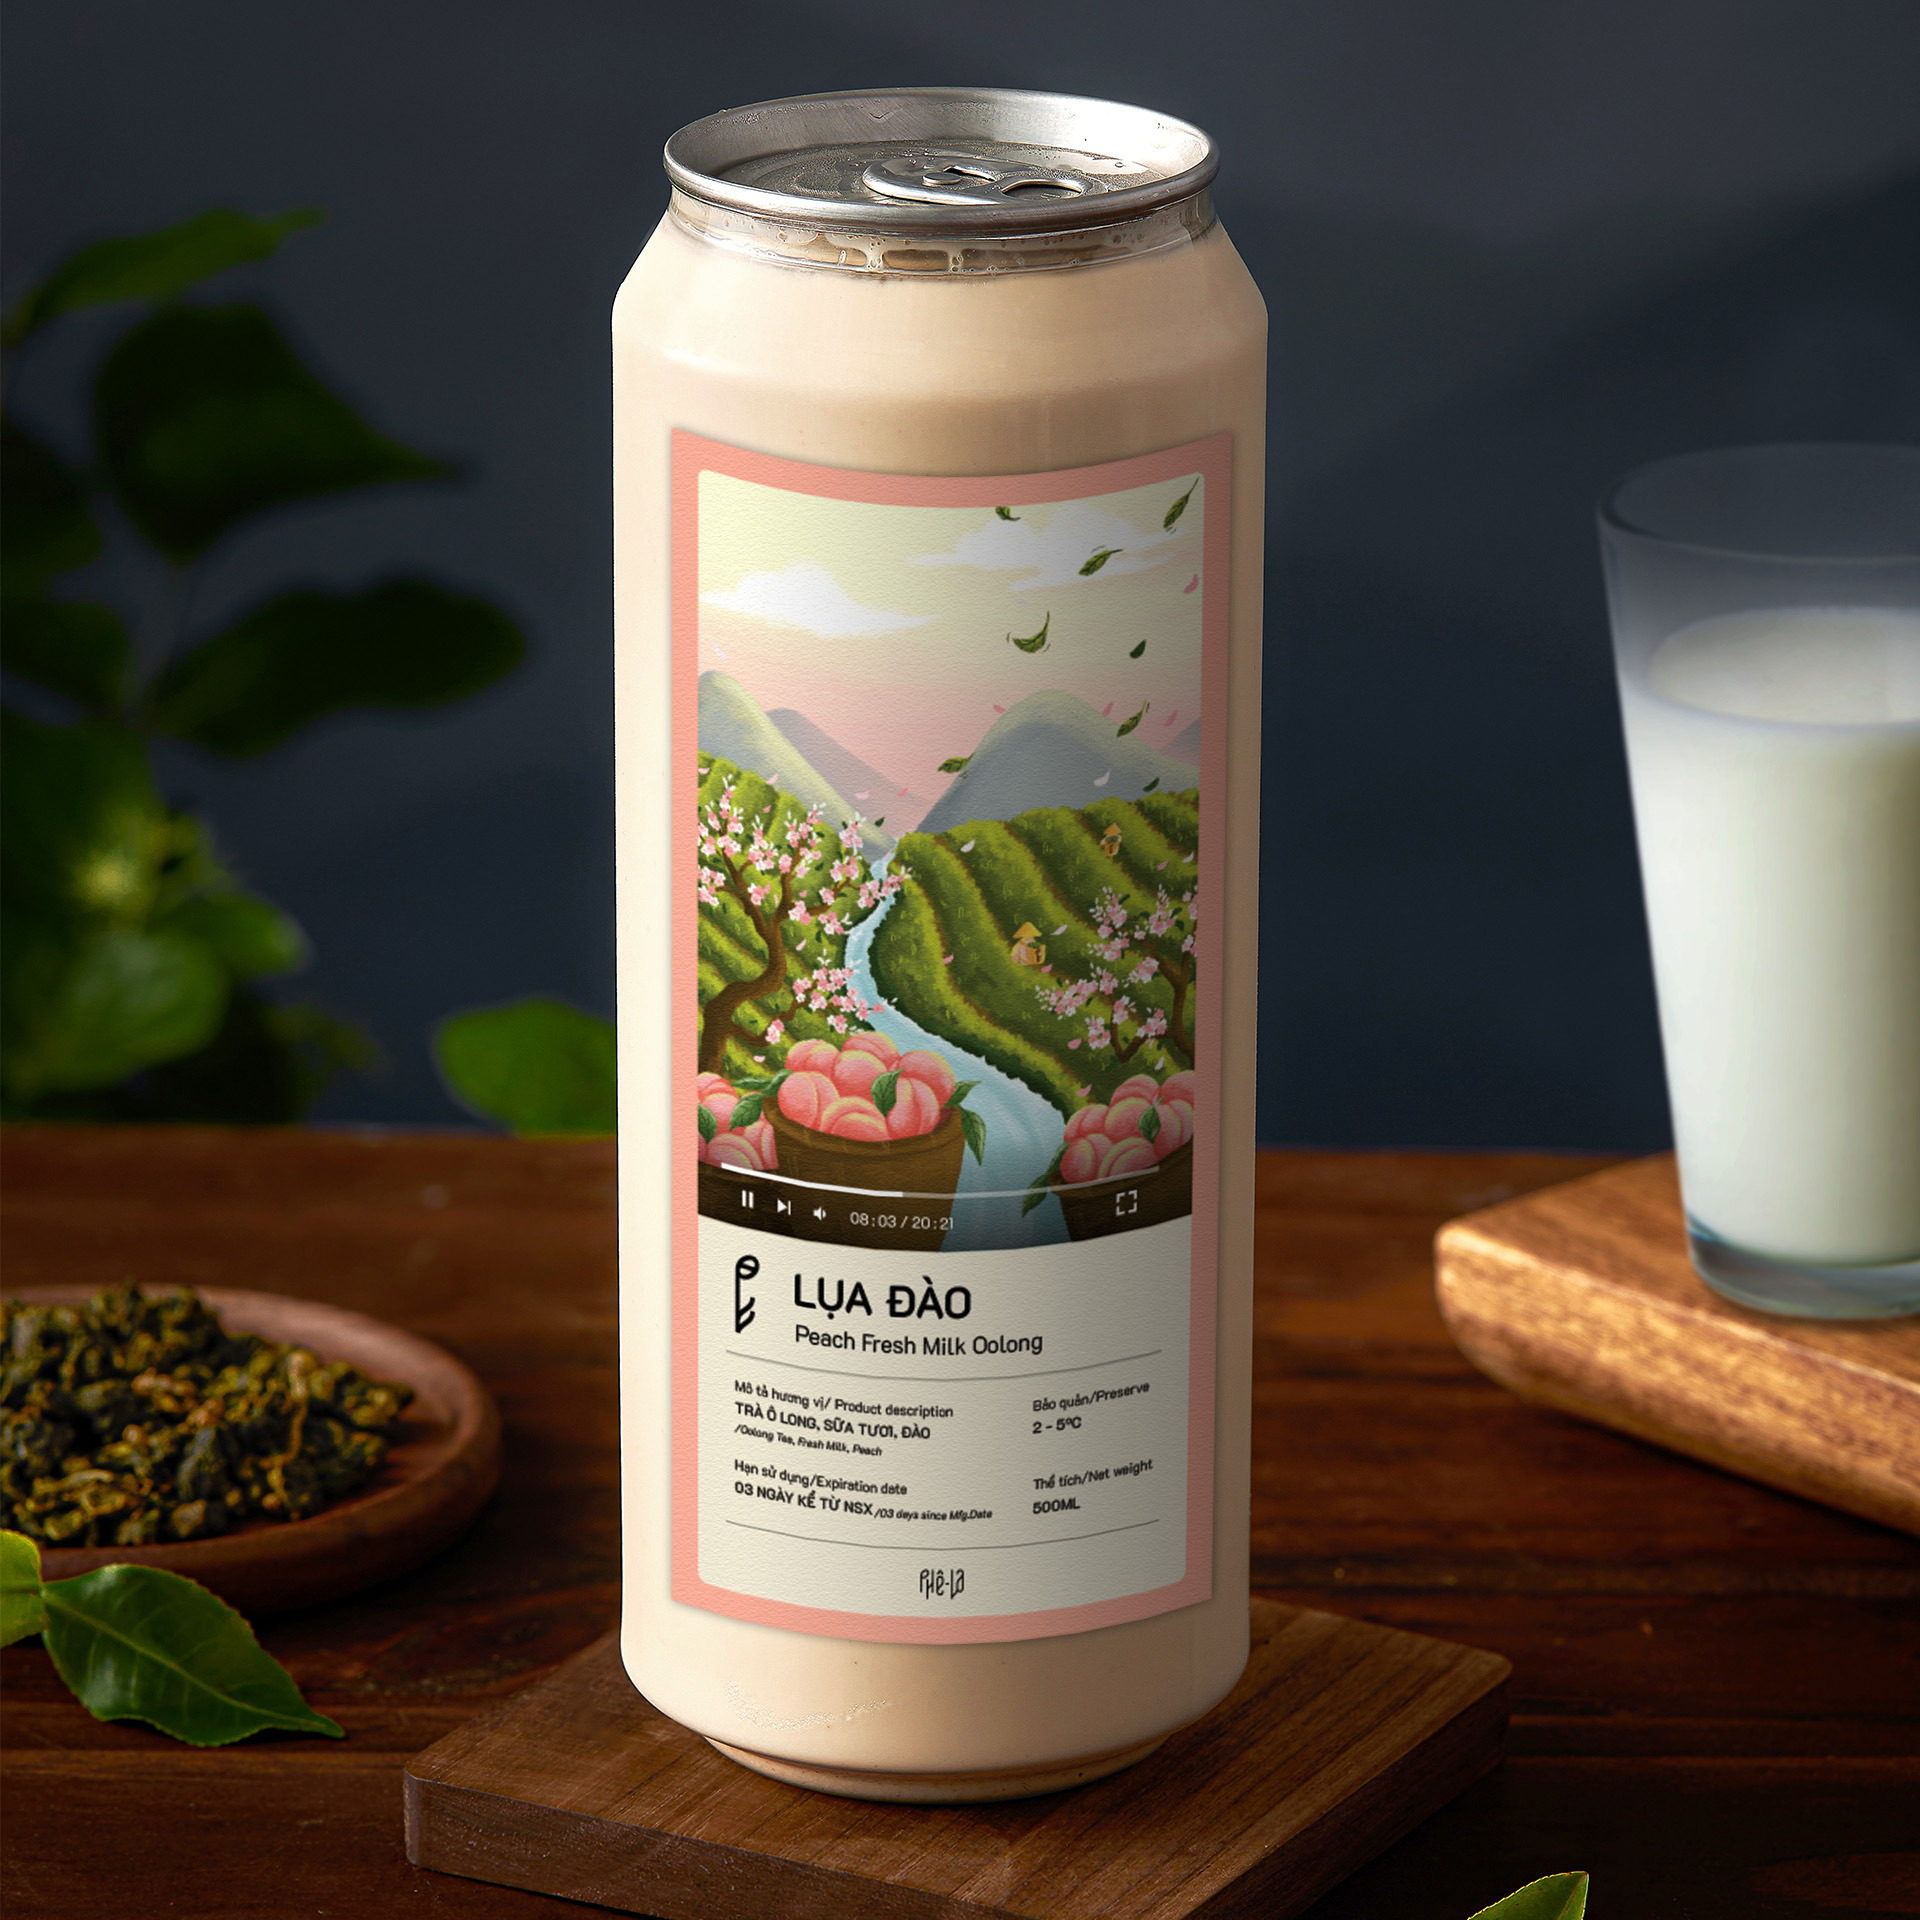 08:03 / 20:21
LỤA ĐÀO
Peach Fresh Milk Oolong
Mô tả hương vị/ Product description
TRÀ Ô LONG, SỮA TƯƠI, ĐÀO
/Oolong Tea, Fresh Milk, Peach
Bảo quản/Preserve
2 - 5°C
Hạn sử dụng/Expiration date
03 NGÀY KỂ TỪ NSX /03 days since Mfg.Date
Thể tích/Net weight
500ML
PHÊ-LA